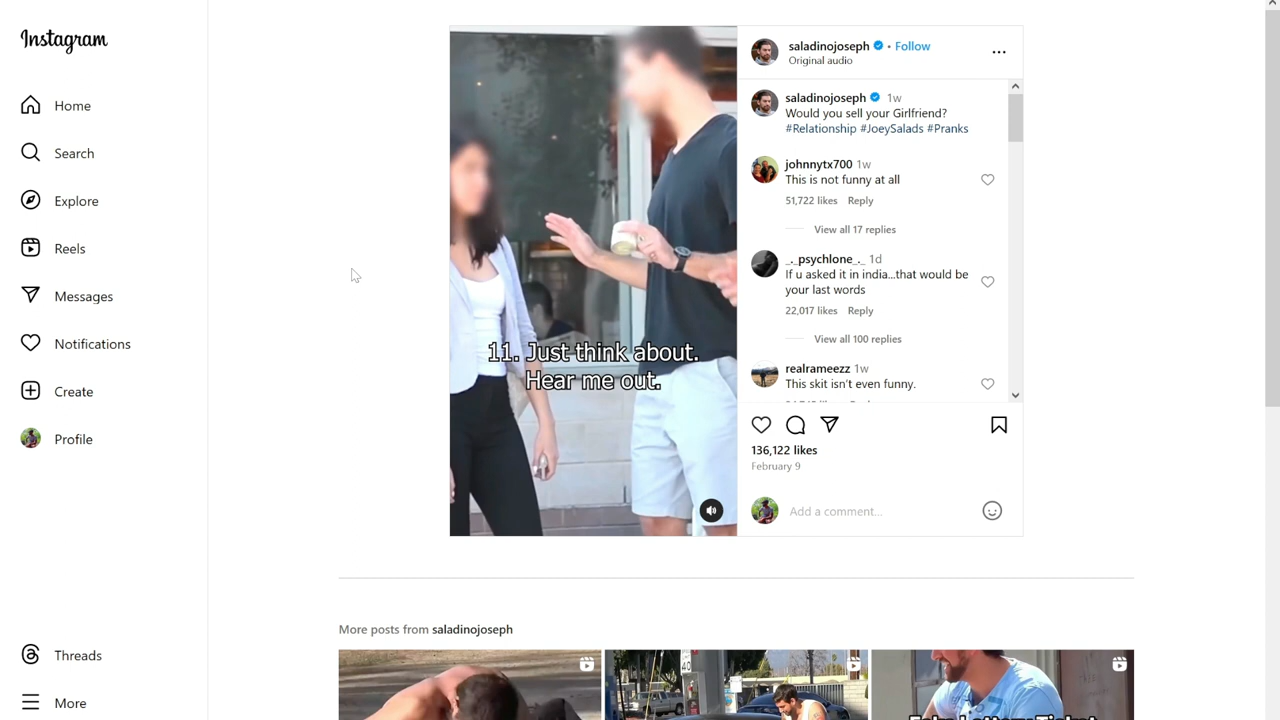 Instagram
Home
Search
Explore
Reels
Messages
Notifications
Create
Profile
Threads
More
11. Just think about.
Hear me out.
saladinojoseph • Follow
Original audio
saladinojoseph 1w
Would you sell your Girlfriend?
#Relationship #JoeySalads #Pranks
johnnytx700 1w
This is not funny at all
51,722 likes Reply
View all 17 replies
_._psychlone_._ 1d
If u asked it in india...that would be
your last words
22,017 likes Reply
View all 100 replies
realrameezz 1w
This skit isn't even funny.
136,122 likes
February 9
Add a comment...
More posts from saladinojoseph
40